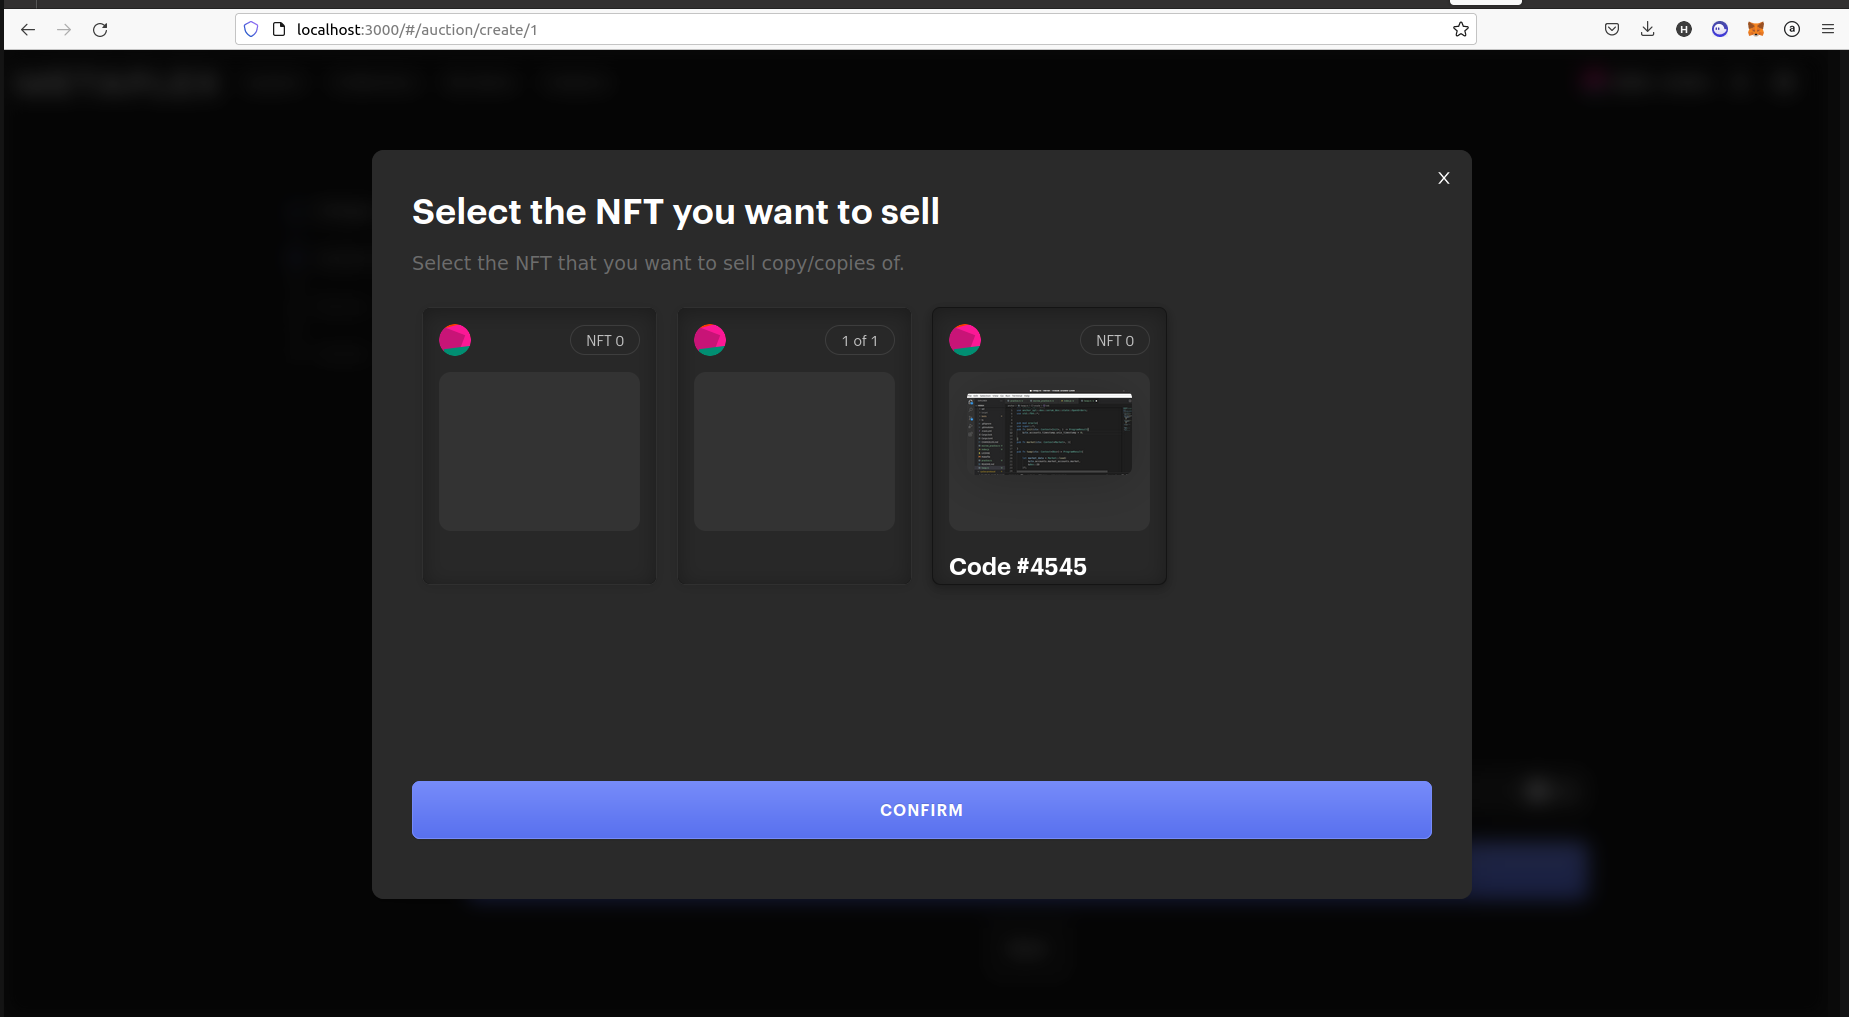 localhost:3000/#/auction/create/1
X
Select the NFT you want to sell
Select the NFT that you want to sell copy/copies of.
NFT 0
1 of 1
NFT 0
Code #4545
CONFIRM